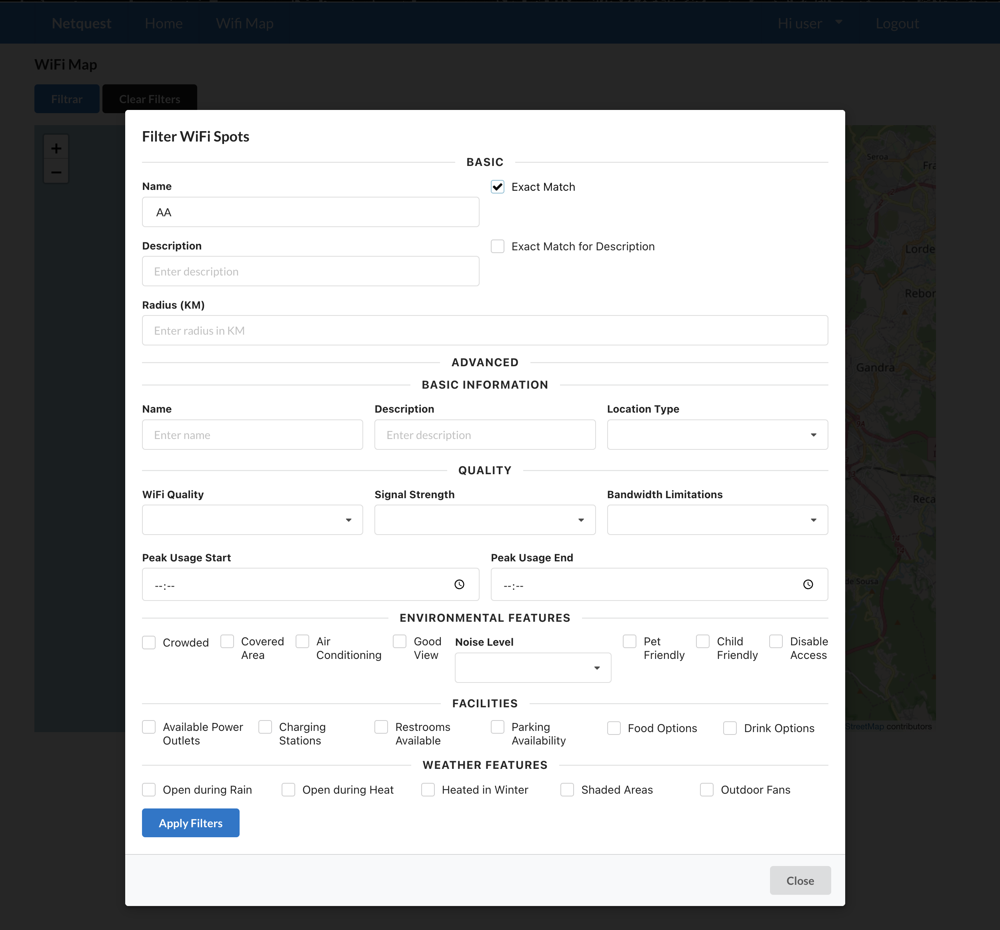 Netquest Home Wifi Map Hi user Logout
WiFi Map
Filtrar Clear Filters
+
−
Filter WiFi Spots
BASIC
Name
Exact Match
AA
Description
Exact Match for Description
Enter description
Radius (KM)
Enter radius in KM
ADVANCED
BASIC INFORMATION
Name Description Location Type
Enter name Enter description
QUALITY
WiFi Quality Signal Strength Bandwidth Limitations
Peak Usage Start Peak Usage End
--:-- --:--
ENVIRONMENTAL FEATURES
Crowded
Covered
Area
Air
Conditioning
Good
View
Noise Level
Pet
Friendly
Child
Friendly
Disable
Access
FACILITIES
Available Power
Outlets
Charging
Stations
Restrooms
Available
Parking
Availability
Food Options
Drink Options
WEATHER FEATURES
Open during Rain Open during Heat Heated in Winter Shaded Areas Outdoor Fans
Apply Filters
Close
Seroa
Fra
Lorde
Rebor
Gandra
9A
13
Reca
14
14
de Sousa
StreetMap contributors